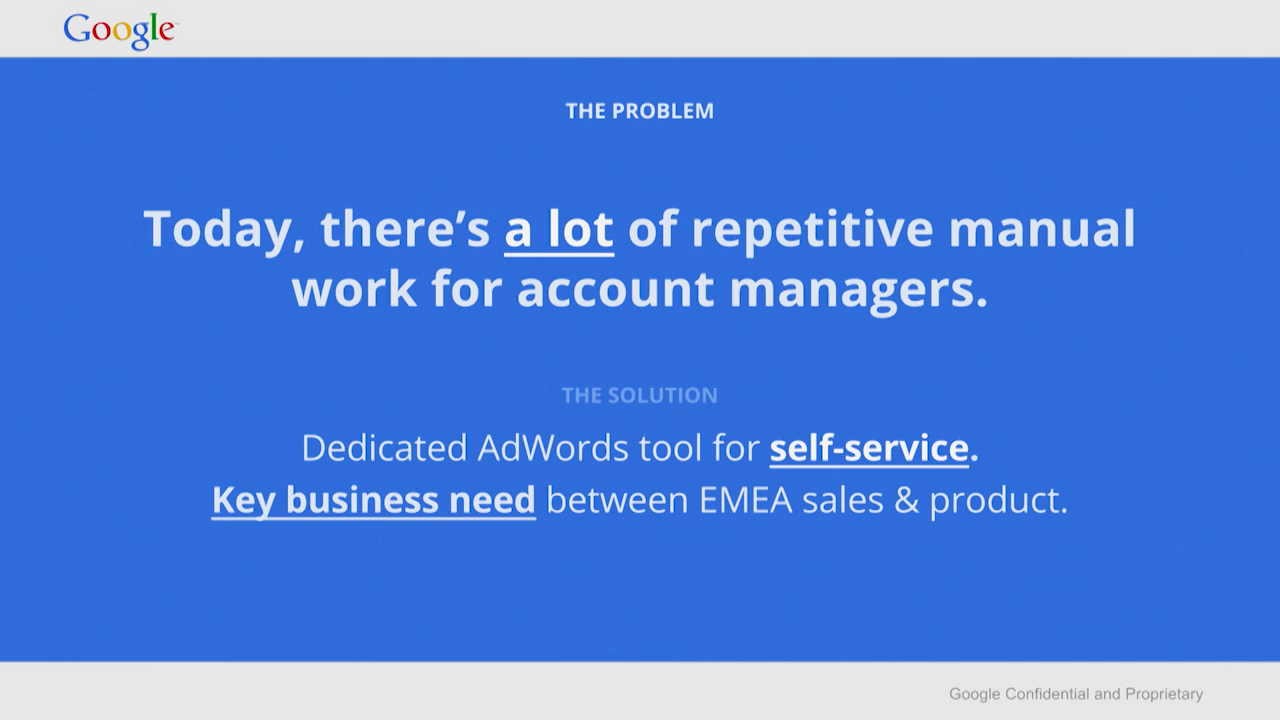 Google
THE PROBLEM
Today, there’s a lot of repetitive manual
work for account managers.
THE SOLUTION
Dedicated AdWords tool for self-service.
Key business need between EMEA sales & product.
Google Confidential and Proprietary